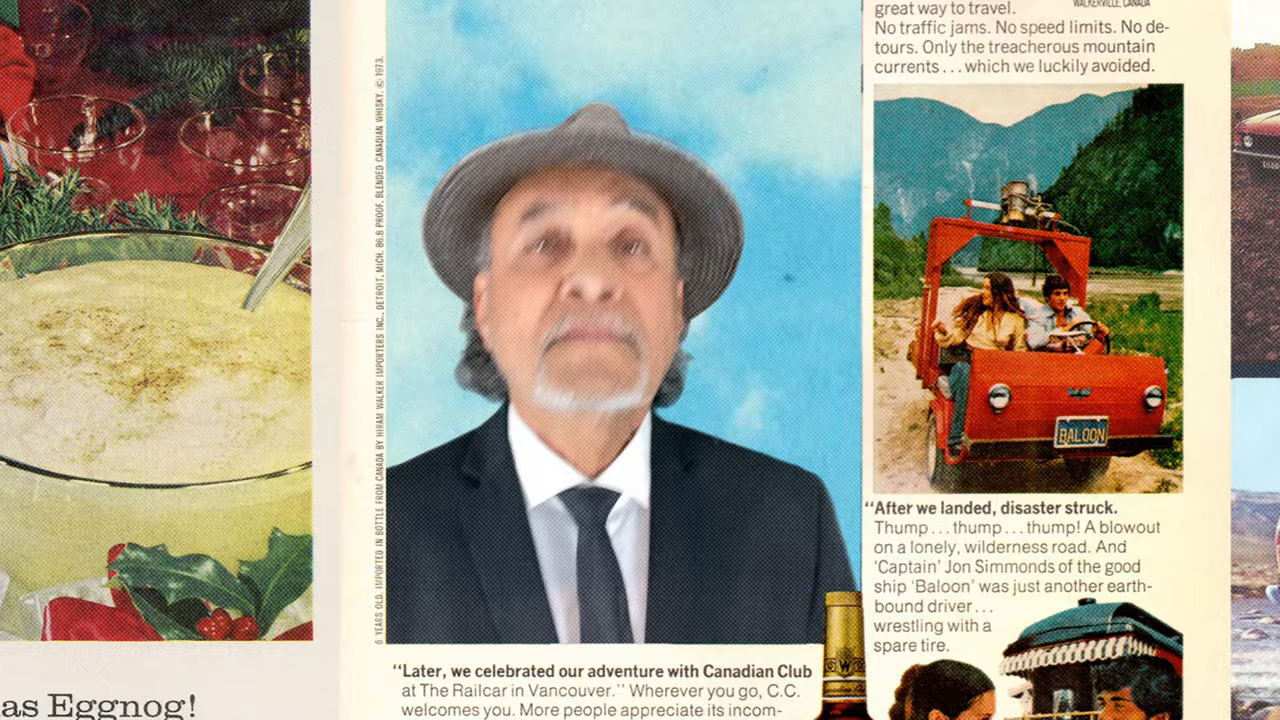 as Eggnog!
6 YEARS OLD. IMPORTED IN BOTTLE FROM CANADA BY HIRAM WALKER IMPORTERS INC., DETROIT, MICH. 86.8 PROOF. BLENDED CANADIAN WHISKY. © 1973.
“Later, we celebrated our adventure with Canadian Club
at The Railcar in Vancouver.” Wherever you go, C.C.
welcomes you. More people appreciate its incom-
WALKERVILLE, CANADA
great way to travel.
No traffic jams. No speed limits. No de-
tours. Only the treacherous mountain
currents...which we luckily avoided.
BALOON
“After we landed, disaster struck.
Thump...thump...thump! A blowout
on a lonely, wilderness road. And
‘Captain’ Jon Simmonds of the good
ship ‘Baloon’ was just another earth-
bound driver...
wrestling with a
spare tire.